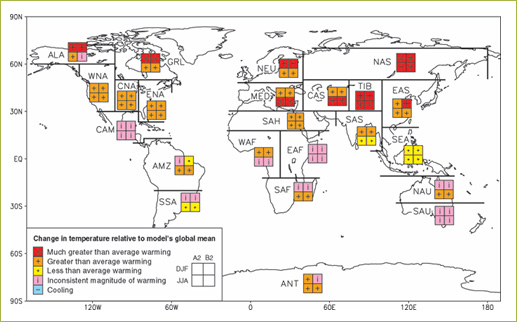 90N
ALA
GRL
NEU
NAS
60N
WNA
CNA
ENA
MED
CAS
TIB
EAS
30N
SAH
SAS
CAM
WAF
EAF
SEA
EQ
AMZ
SAF
NAU
30S
SSA
SAU
Change in temperature relative to model's global mean
Much greater than average warming
Greater than average warming
Less than average warming
Inconsistent magnitude of warming
Cooling
A2 B2
DJF
JJA
60S
ANT
90S
120W 60W 0 60E 120E 180